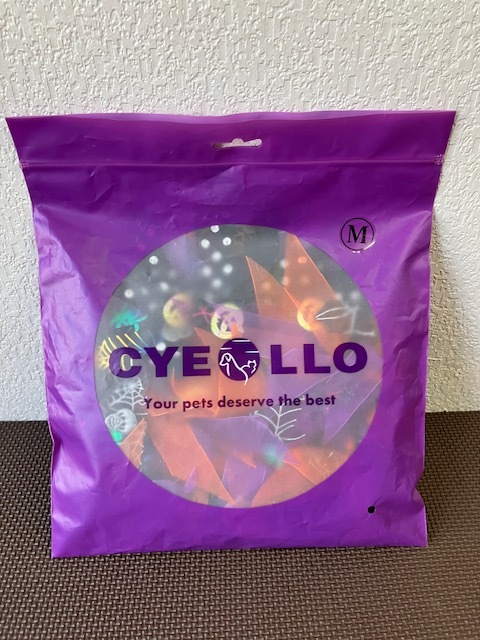 M
CYEOLLO
Your pets deserve the best